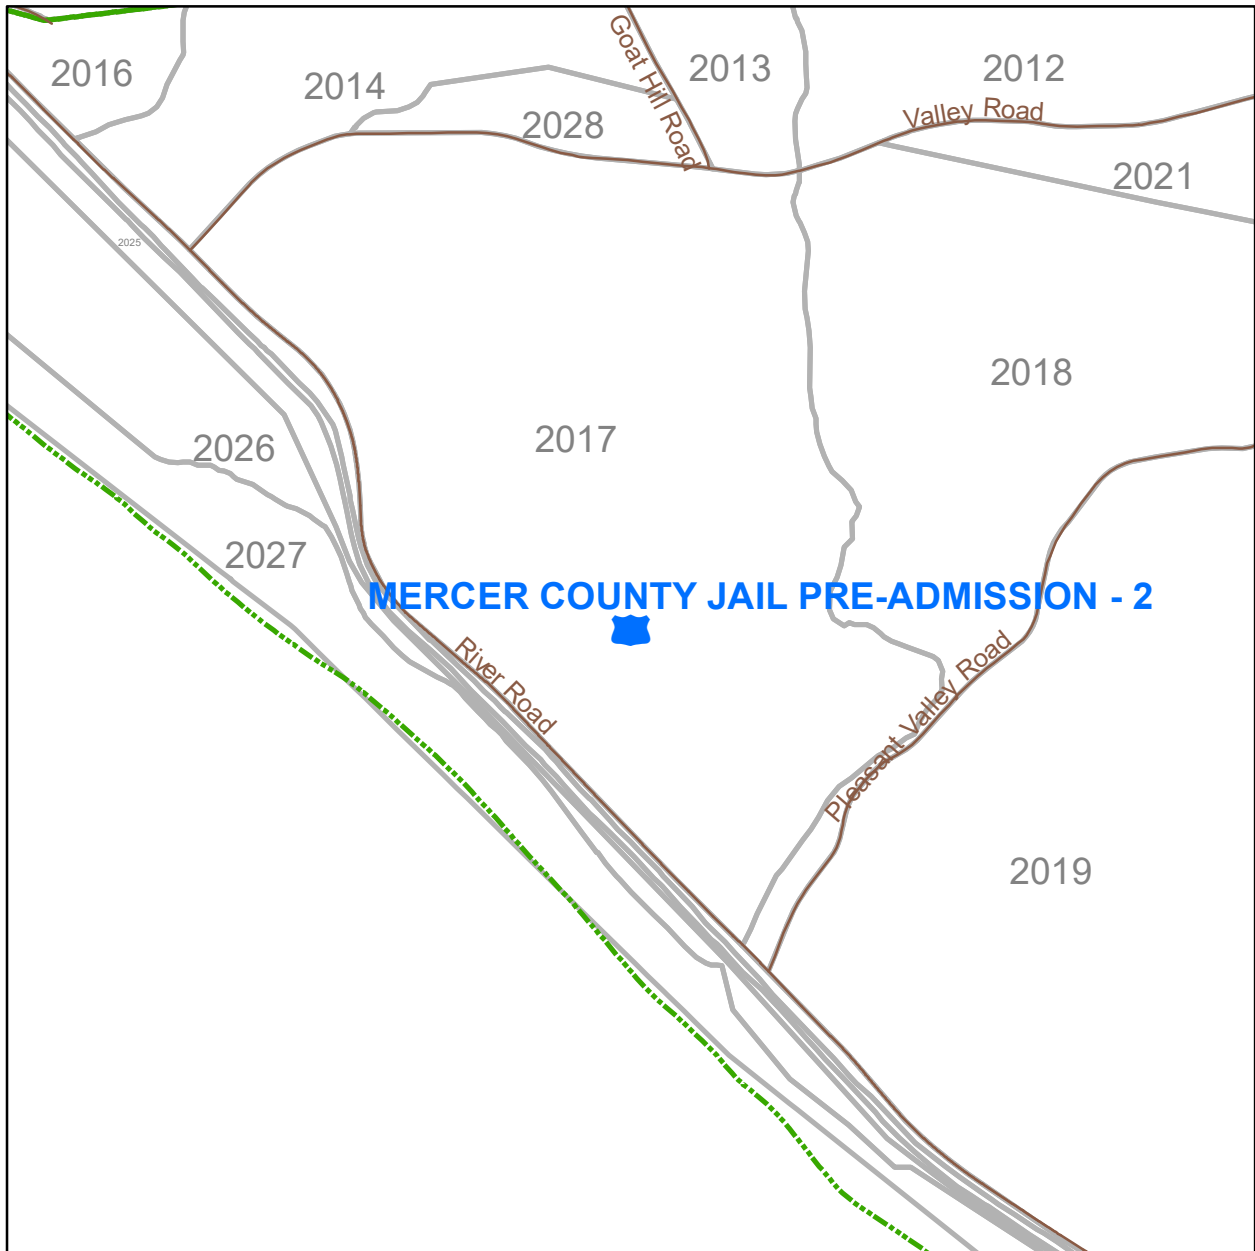 Goat Hill Road
2013
2012
2016
2014
Valley Road
2028
2021
2025
2018
2017
2026
2027
MERCER COUNTY JAIL PRE-ADMISSION - 2
River Road
Pleasant Valley Road
2019